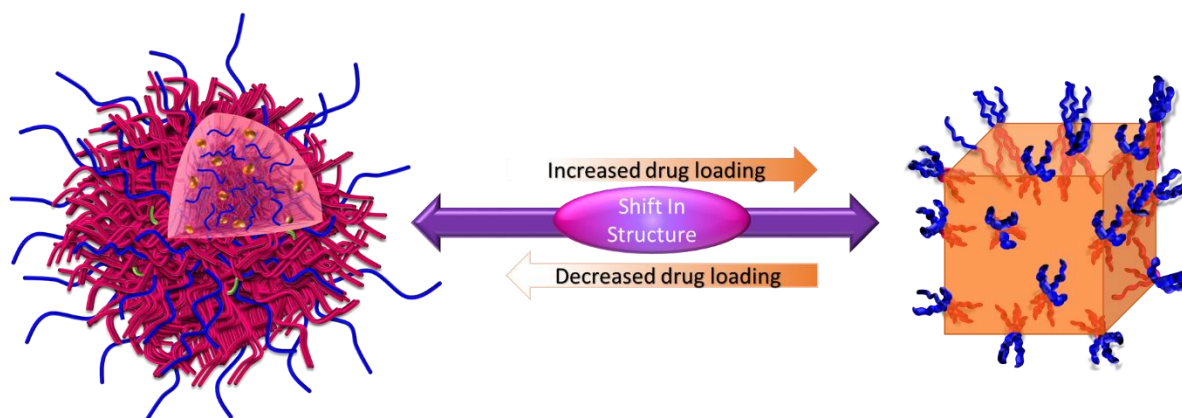 Increased drug loading
Shift In
Structure
Decreased drug loading